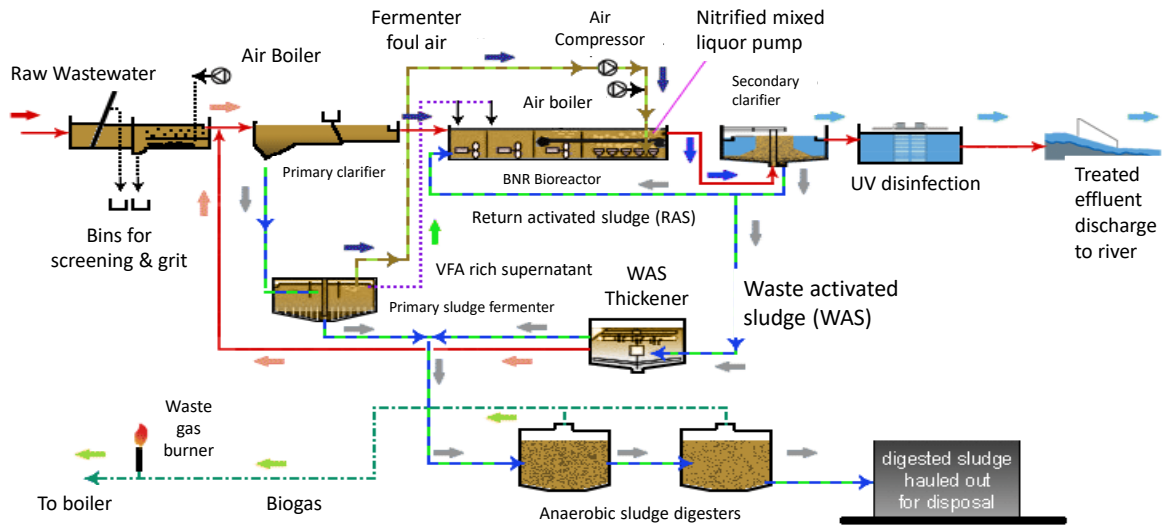 Fermenter
foul air
Air
Compressor
Nitrified mixed
liquor pump
Raw Wastewater
Air Boiler
Air boiler
Secondary
clarifier
Primary clarifier
BNR Bioreactor
UV disinfection
Treated
effluent
discharge
to river
Bins for
screening & grit
Return activated sludge (RAS)
VFA rich supernatant
WAS
Thickener
Waste activated
sludge (WAS)
Primary sludge fermenter
Waste
gas
burner
To boiler
Biogas
Anaerobic sludge digesters
digested sludge
hauled out
for disposal